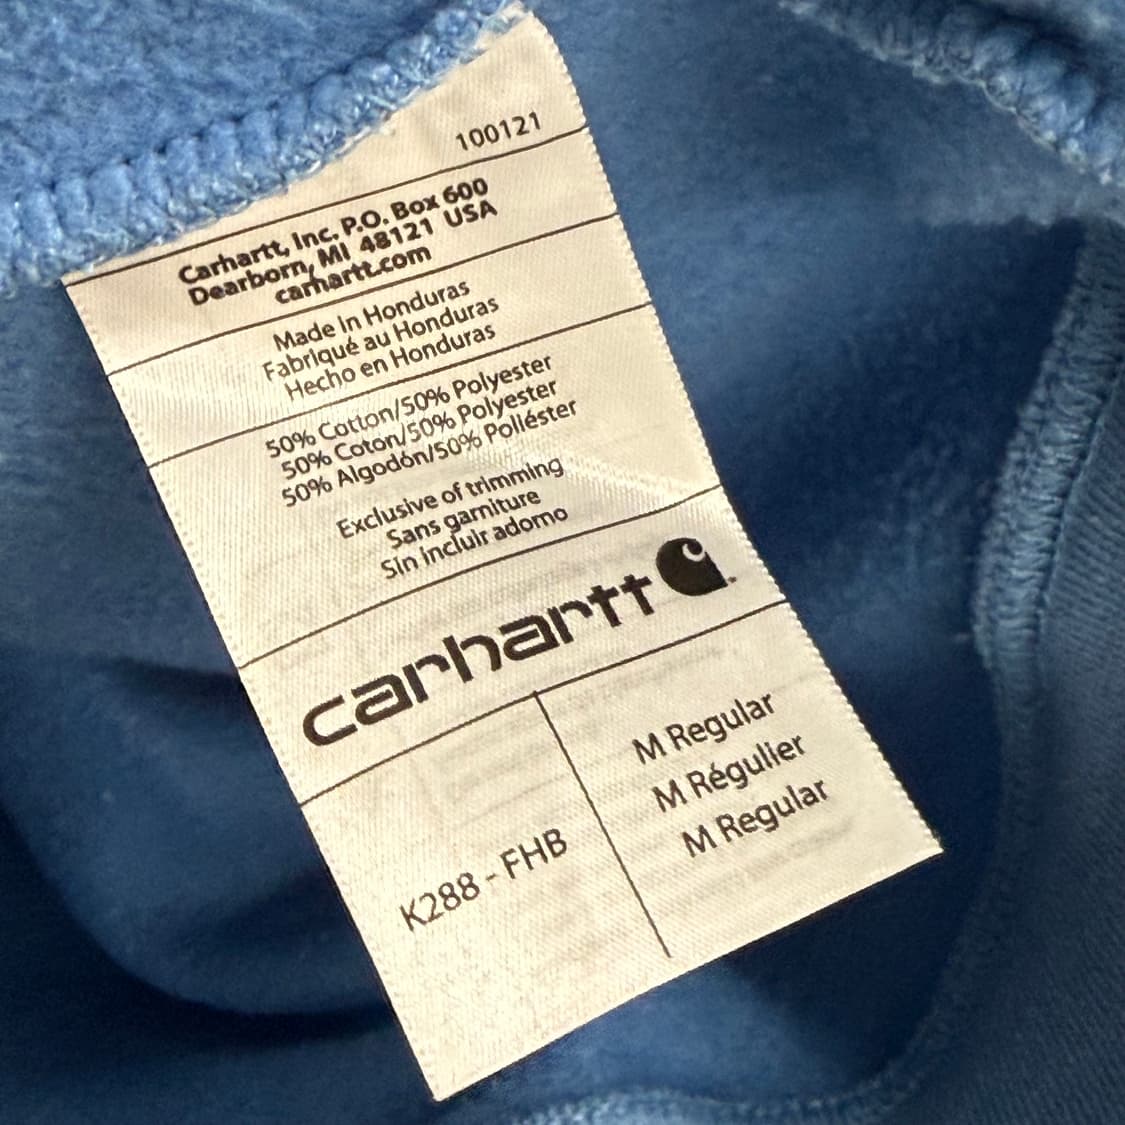 100121
Carhartt, Inc. P.O. Box 600
Dearborn, MI 48121 USA
carhartt.com
Made in Honduras
Fabriqué au Honduras
Hecho en Honduras
50% Cotton/50% Polyester
50% Coton/50% Polyester
50% Algodón/50% Poliéster
Exclusive of trimming
Sans garniture
Sin incluir adorno
carhartt
K288 - FHB
M Regular
M Régulier
M Regular